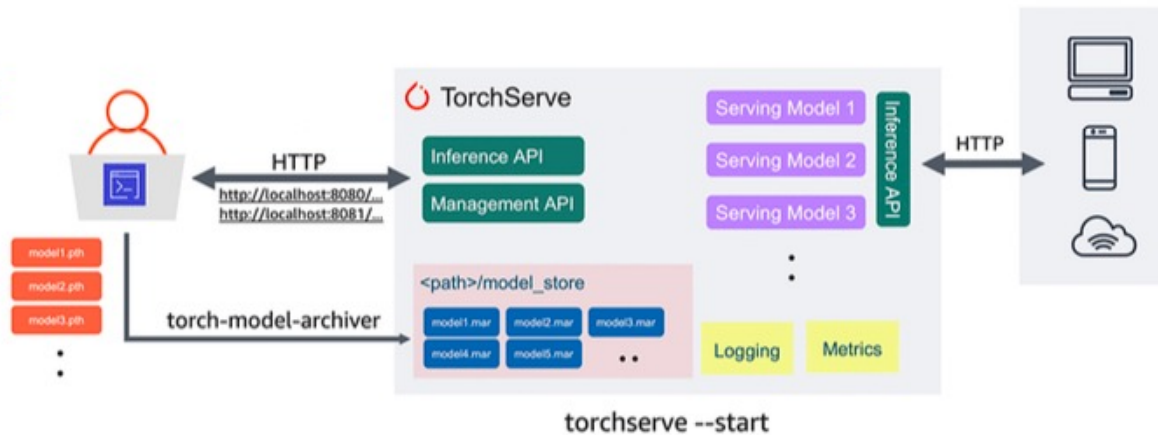 TorchServe
Serving Model 1
Serving Model 2
Serving Model 3
Inference API
HTTP
HTTP
http://localhost:8080/...
http://localhost:8081/...
Inference API
Management API
model1.pth
model2.pth
model3.pth
<path>/model_store
model1.mar
model2.mar
model3.mar
model4.mar
model5.mar
torch-model-archiver
Logging
Metrics
torchserve --start